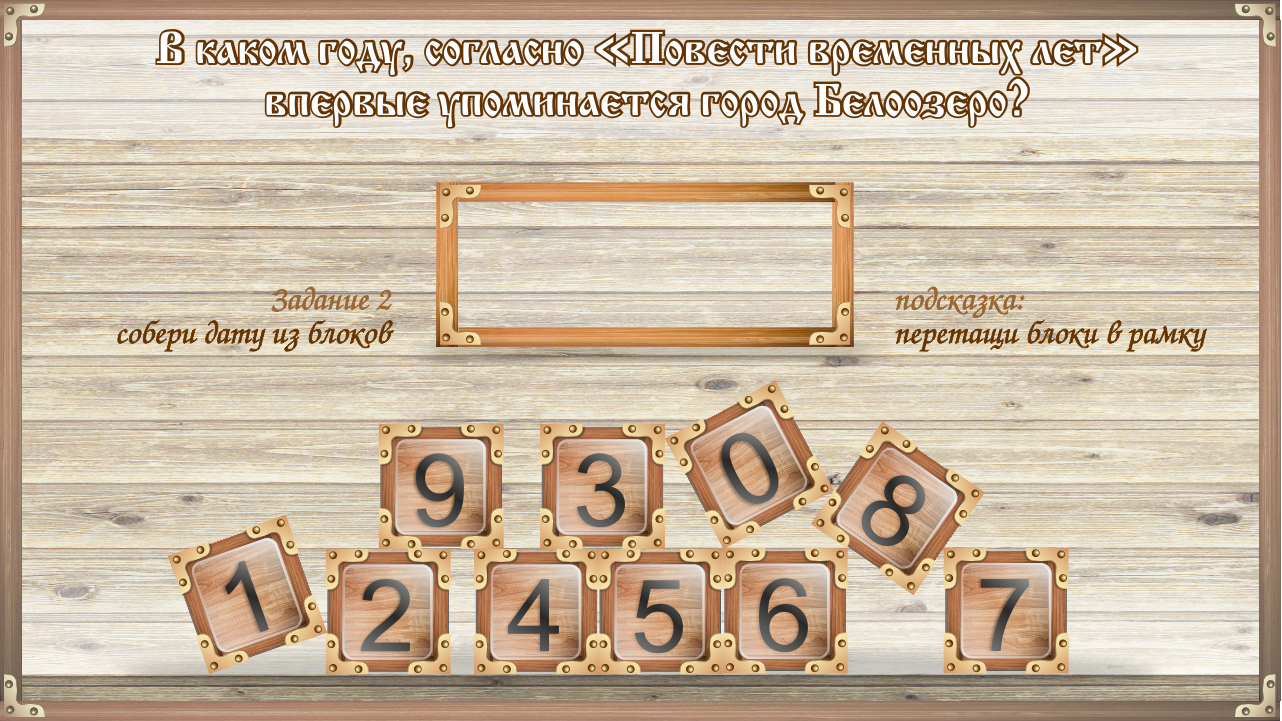 В каком году, согласно «Повести временных лет»
впервые упоминается город Белоозеро?
Задание 2
собери дату из блоков
подсказка:
перетащи блоки в рамку
9 3 0 8
1 2 4 5 6 7